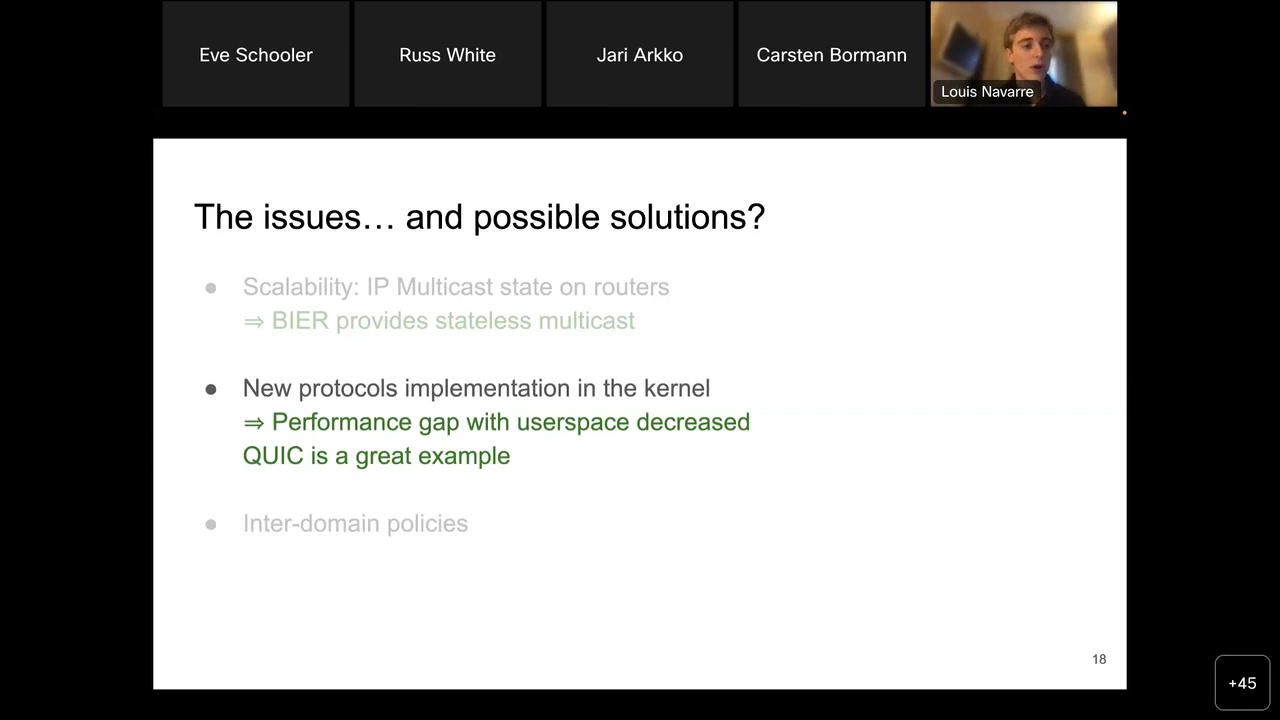 Eve Schooler
Russ White
Jari Arkko
Carsten Bormann
Louis Navarre
The issues… and possible solutions?
● Scalability: IP Multicast state on routers
⇒ BIER provides stateless multicast
● New protocols implementation in the kernel
⇒ Performance gap with userspace decreased
QUIC is a great example
● Inter-domain policies
18
+45